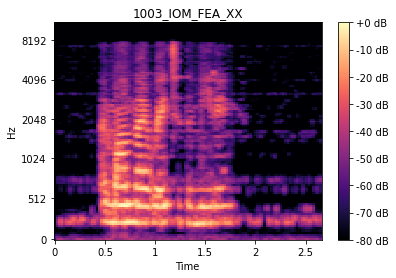 1003_IOM_FEA_XX
+0 dB
8192
-10 dB
4096
-20 dB
-30 dB
2048
-40 dB
Hz
1024
-50 dB
512
-60 dB
-70 dB
0
-80 dB
0 0.5 1 1.5 2 2.5
Time